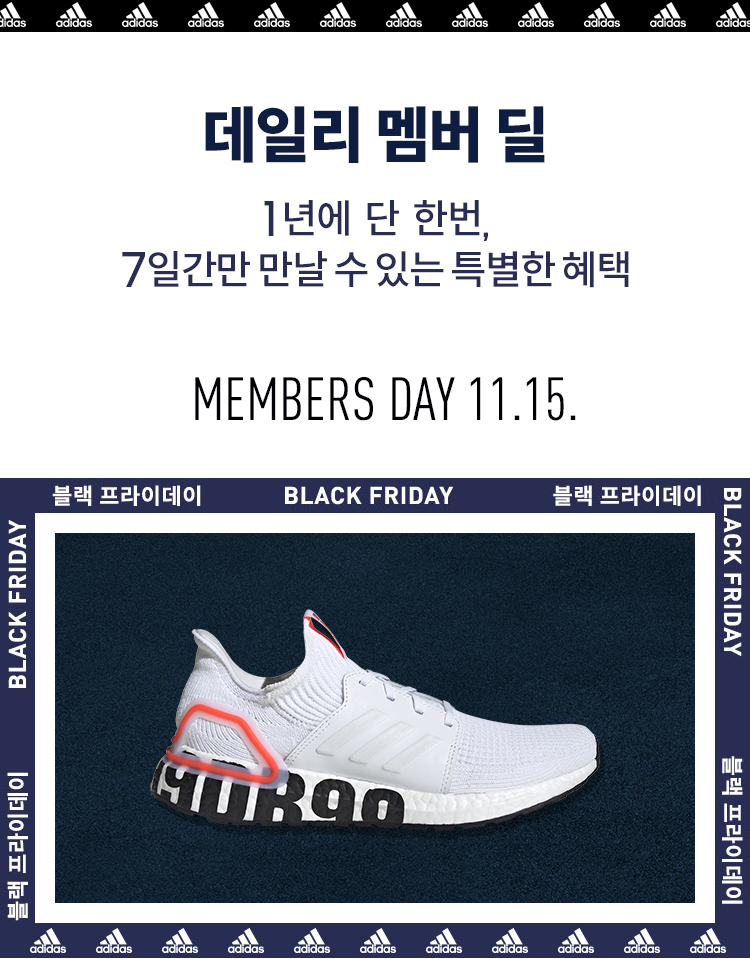 adidas adidas adidas adidas adidas adidas adidas adidas adidas adidas adidas adidas
데일리 멤버 딜
1년에 단 한번,
7일간만 만날 수 있는 특별한 혜택
MEMBERS DAY 11.15.
블랙 프라이데이 BLACK FRIDAY 블랙 프라이데이
BLACK FRIDAY
블랙 프라이데이
BLACK FRIDAY
블랙 프라이데이
adidas adidas adidas adidas adidas adidas adidas adidas adidas adidas adidas